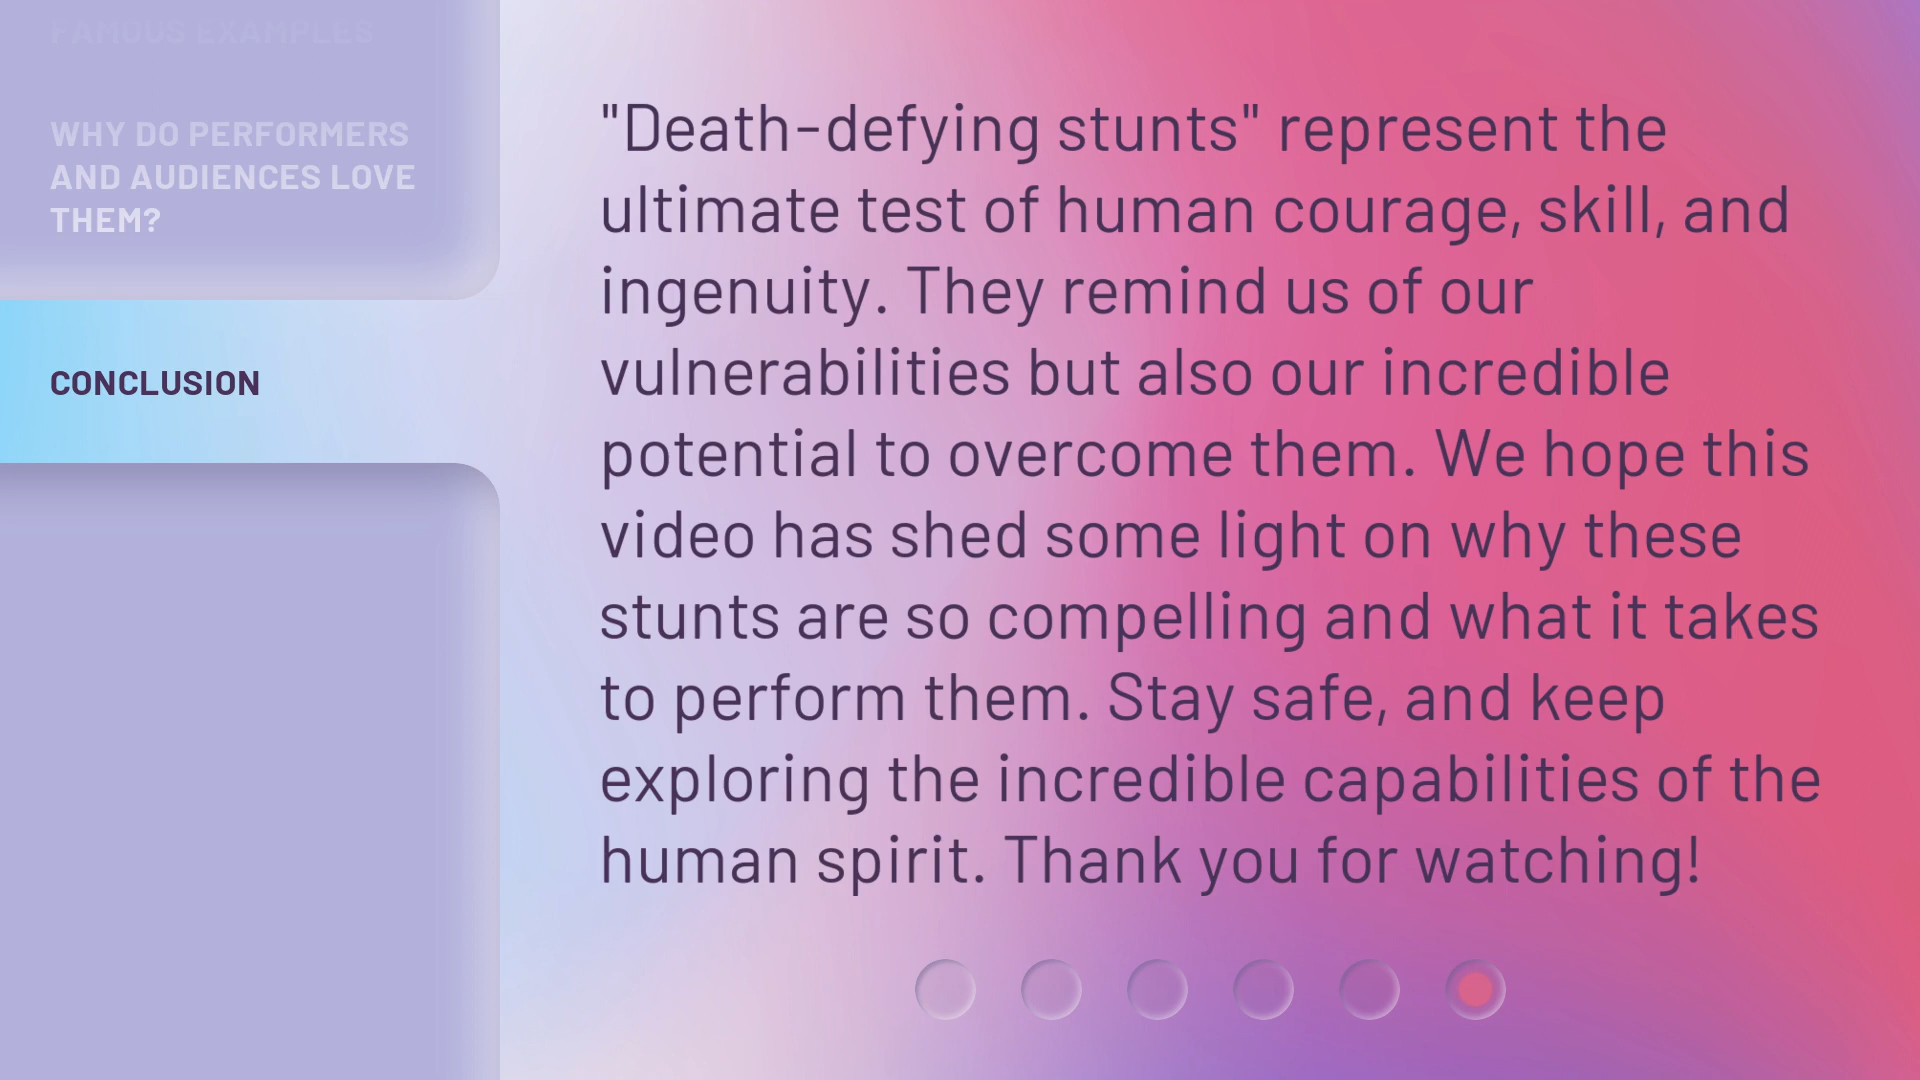 FAMOUS EXAMPLES
WHY DO PERFORMERS
AND AUDIENCES LOVE
THEM?
CONCLUSION
"Death-defying stunts" represent the
ultimate test of human courage, skill, and
ingenuity. They remind us of our
vulnerabilities but also our incredible
potential to overcome them. We hope this
video has shed some light on why these
stunts are so compelling and what it takes
to perform them. Stay safe, and keep
exploring the incredible capabilities of the
human spirit. Thank you for watching!